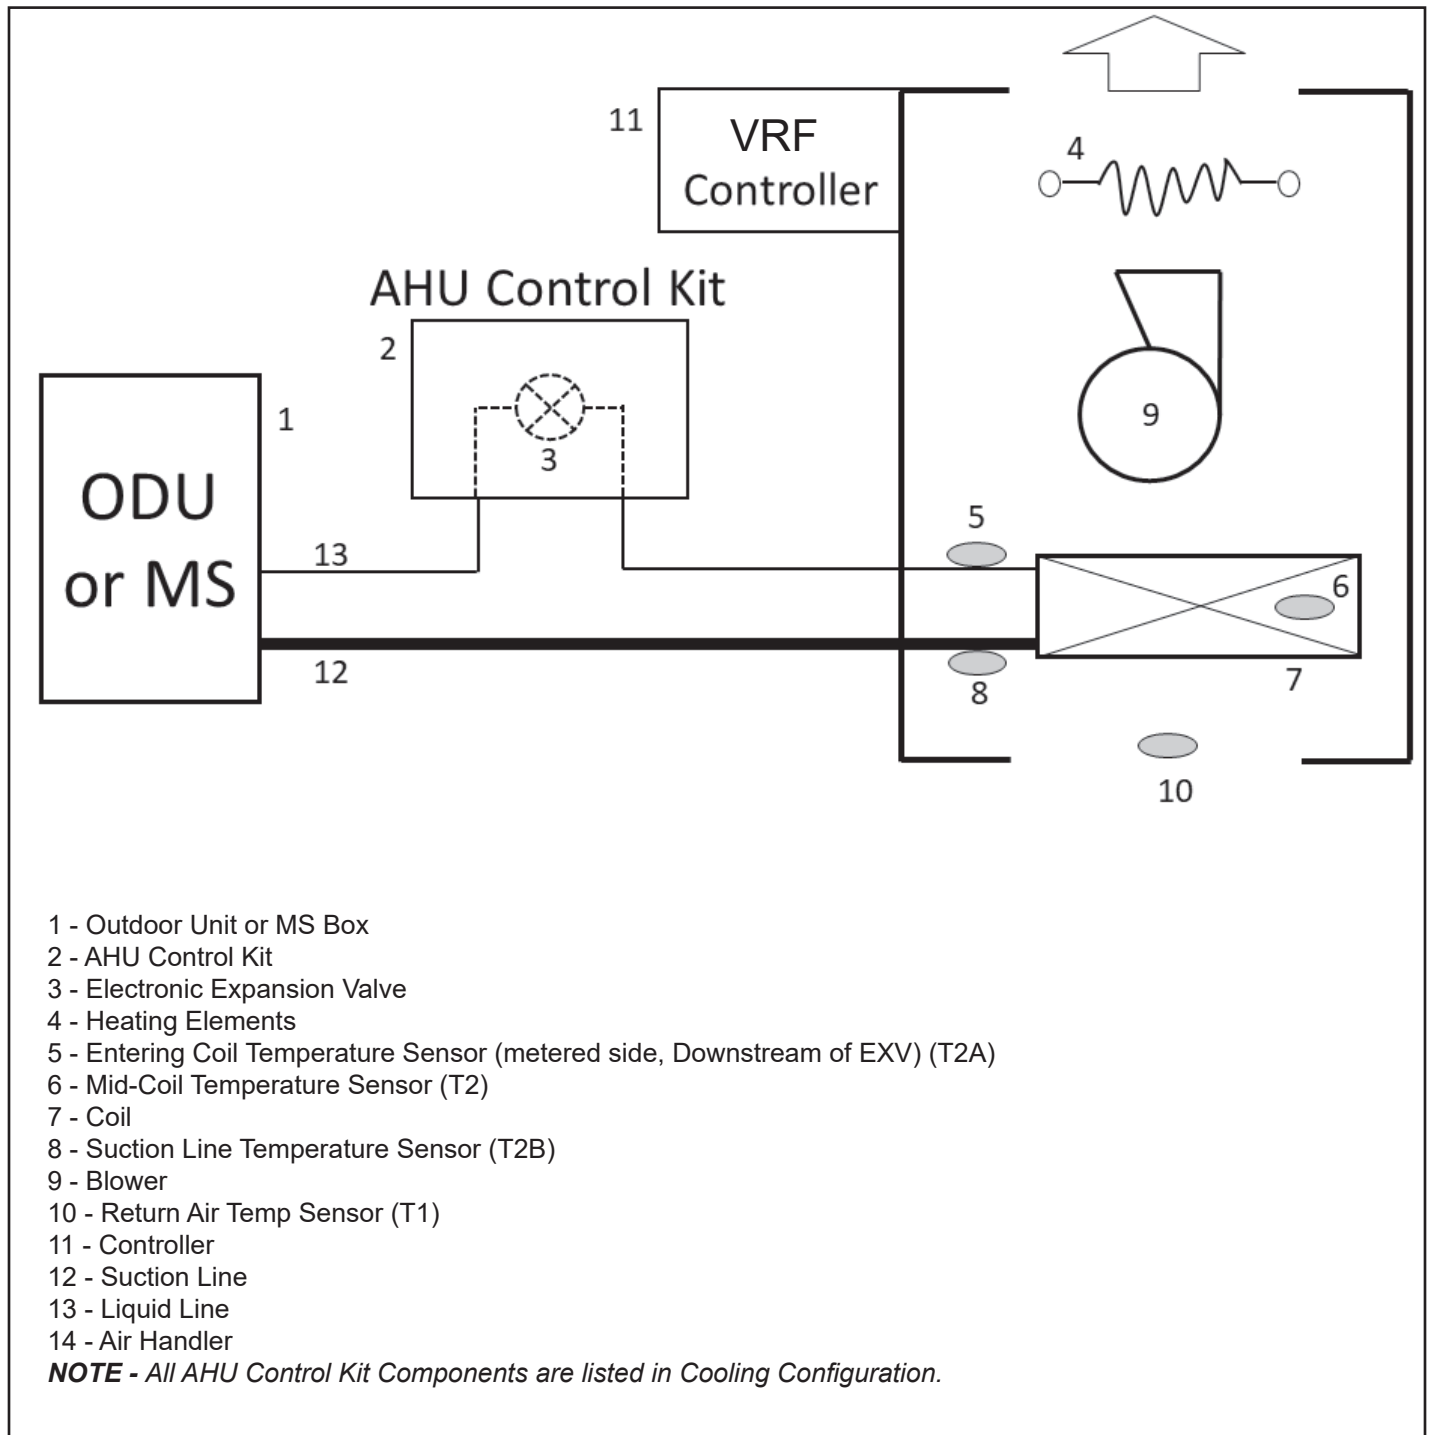 11
VRF
Controller
4
AHU Control Kit
2
3
9
1
ODU
or MS
13
12
5
6
7
8
10
1 - Outdoor Unit or MS Box
2 - AHU Control Kit
3 - Electronic Expansion Valve
4 - Heating Elements
5 - Entering Coil Temperature Sensor (metered side, Downstream of EXV) (T2A)
6 - Mid-Coil Temperature Sensor (T2)
7 - Coil
8 - Suction Line Temperature Sensor (T2B)
9 - Blower
10 - Return Air Temp Sensor (T1)
11 - Controller
12 - Suction Line
13 - Liquid Line
14 - Air Handler
NOTE - All AHU Control Kit Components are listed in Cooling Configuration.